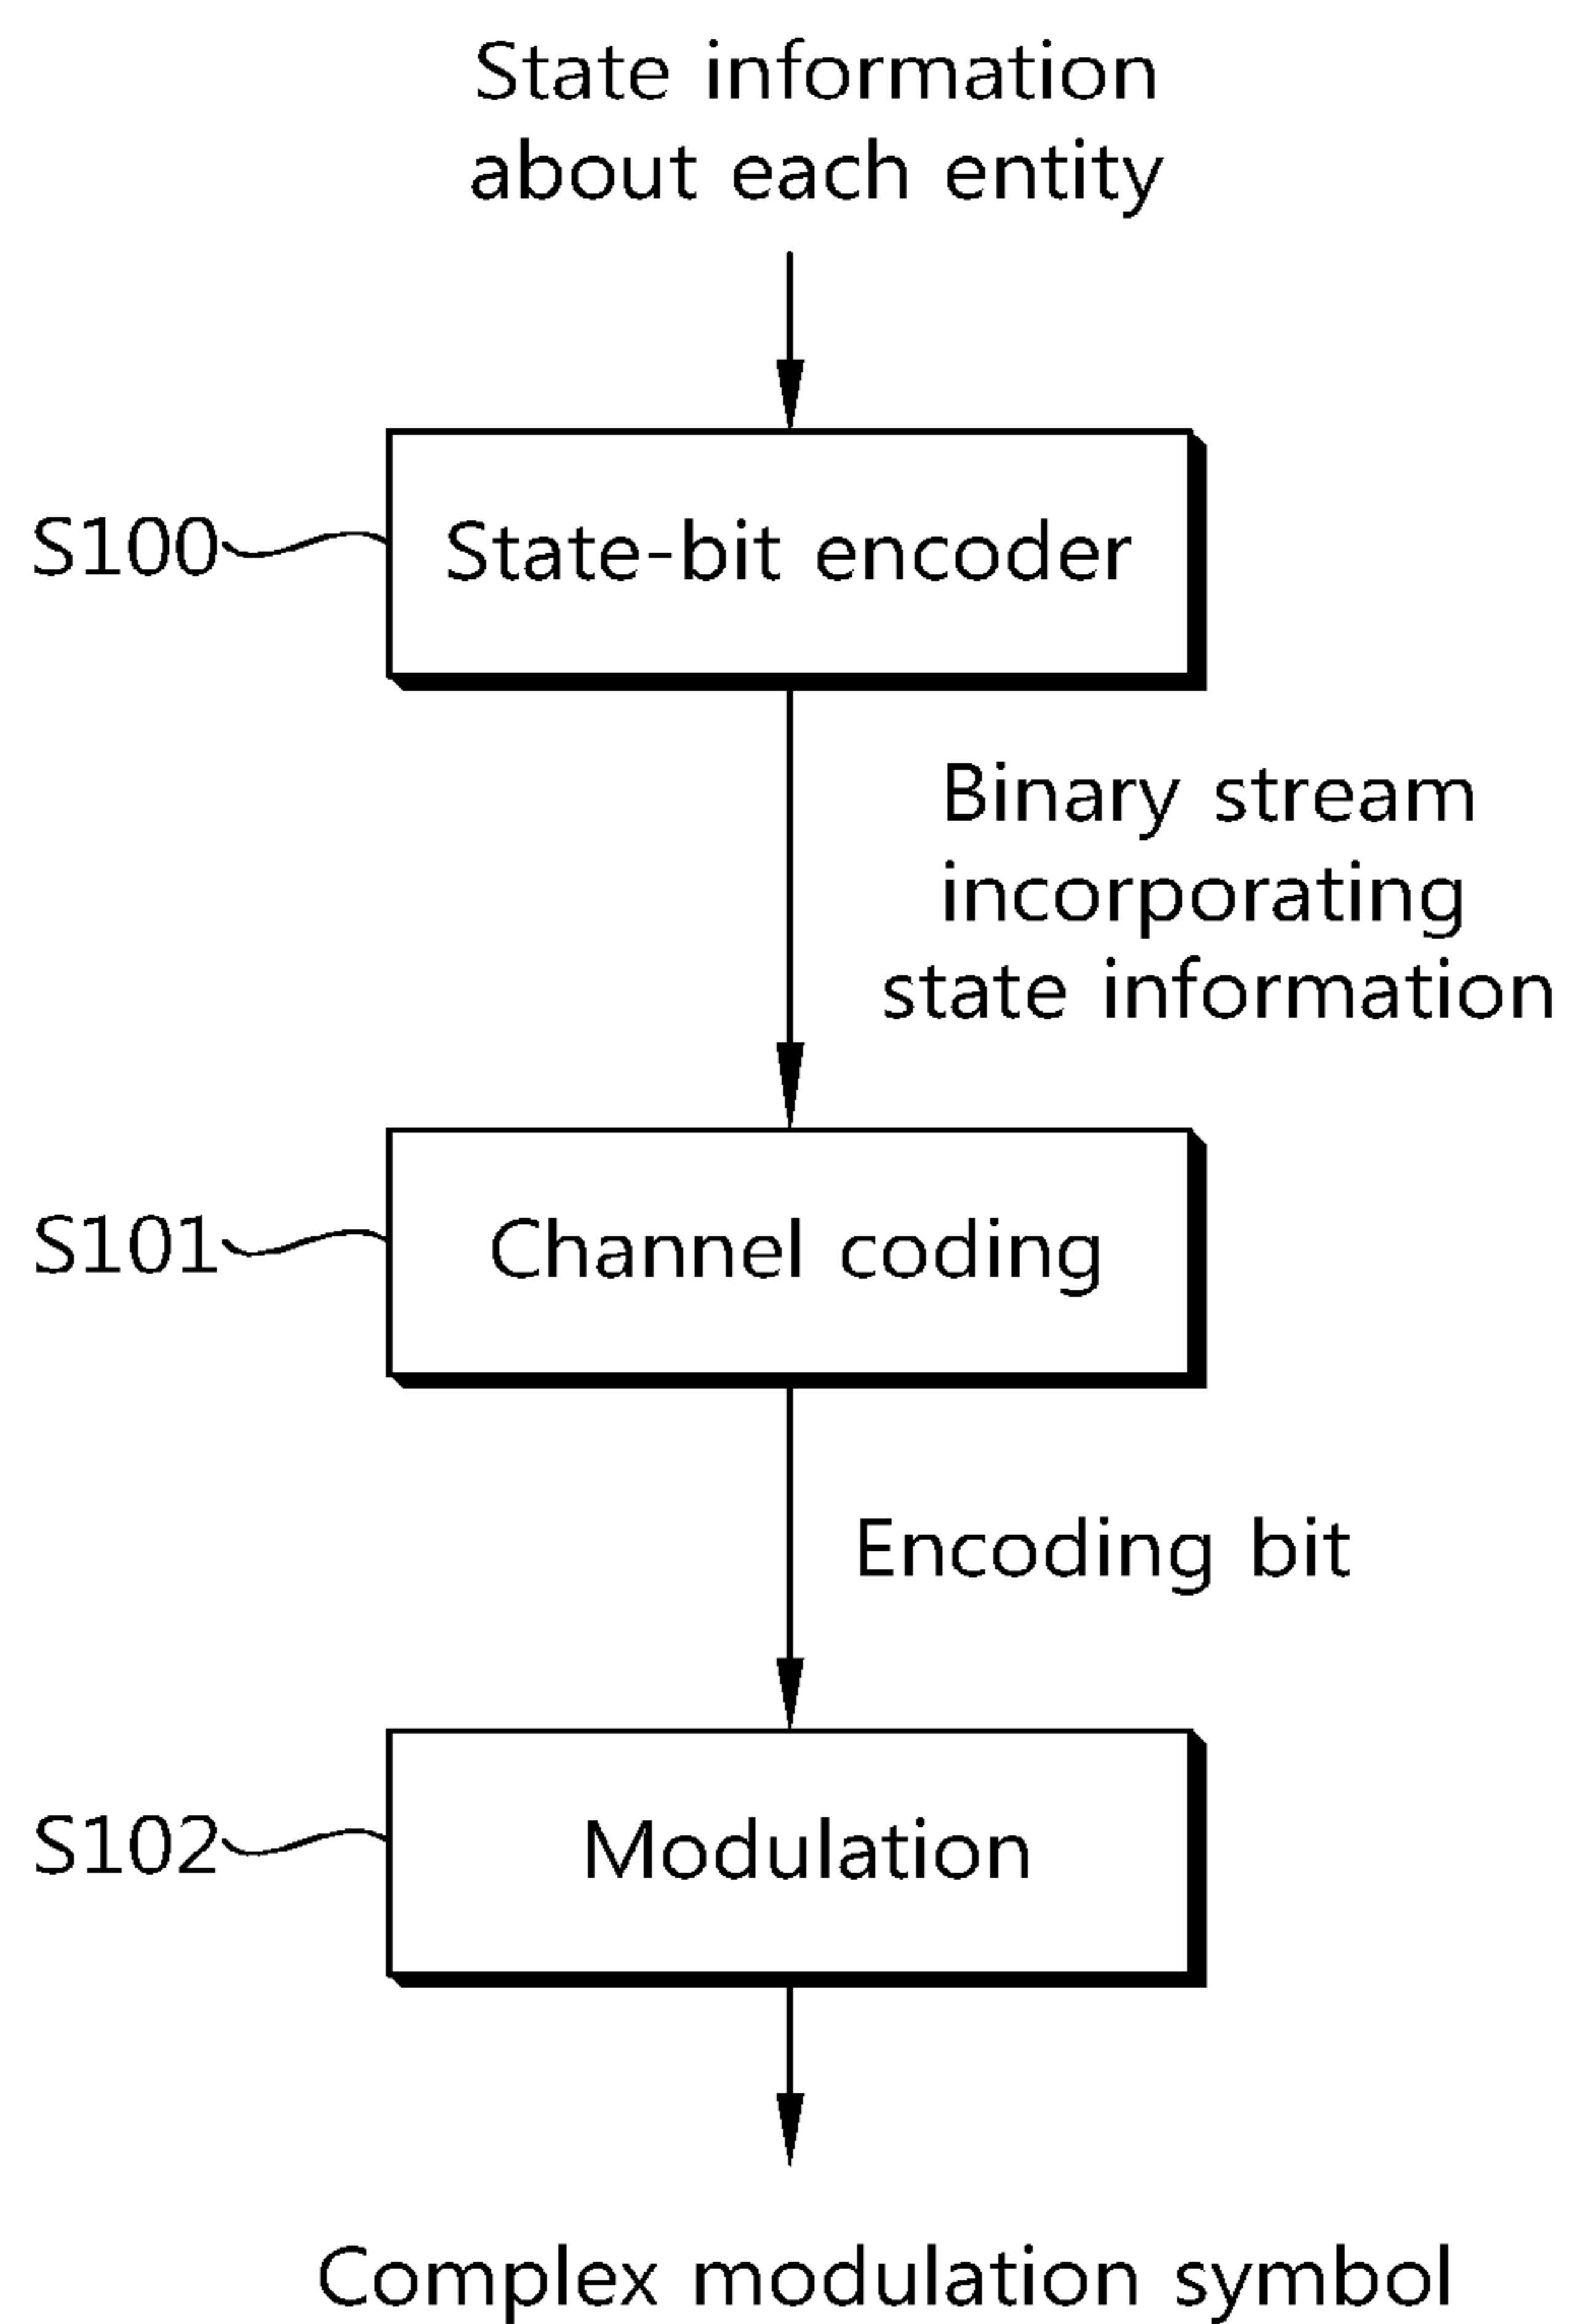 State information
about each entity
S100
State-bit encoder
Binary stream
incorporating
state information
S101
Channel coding
Encoding bit
S102
Modulation
Complex modulation symbol